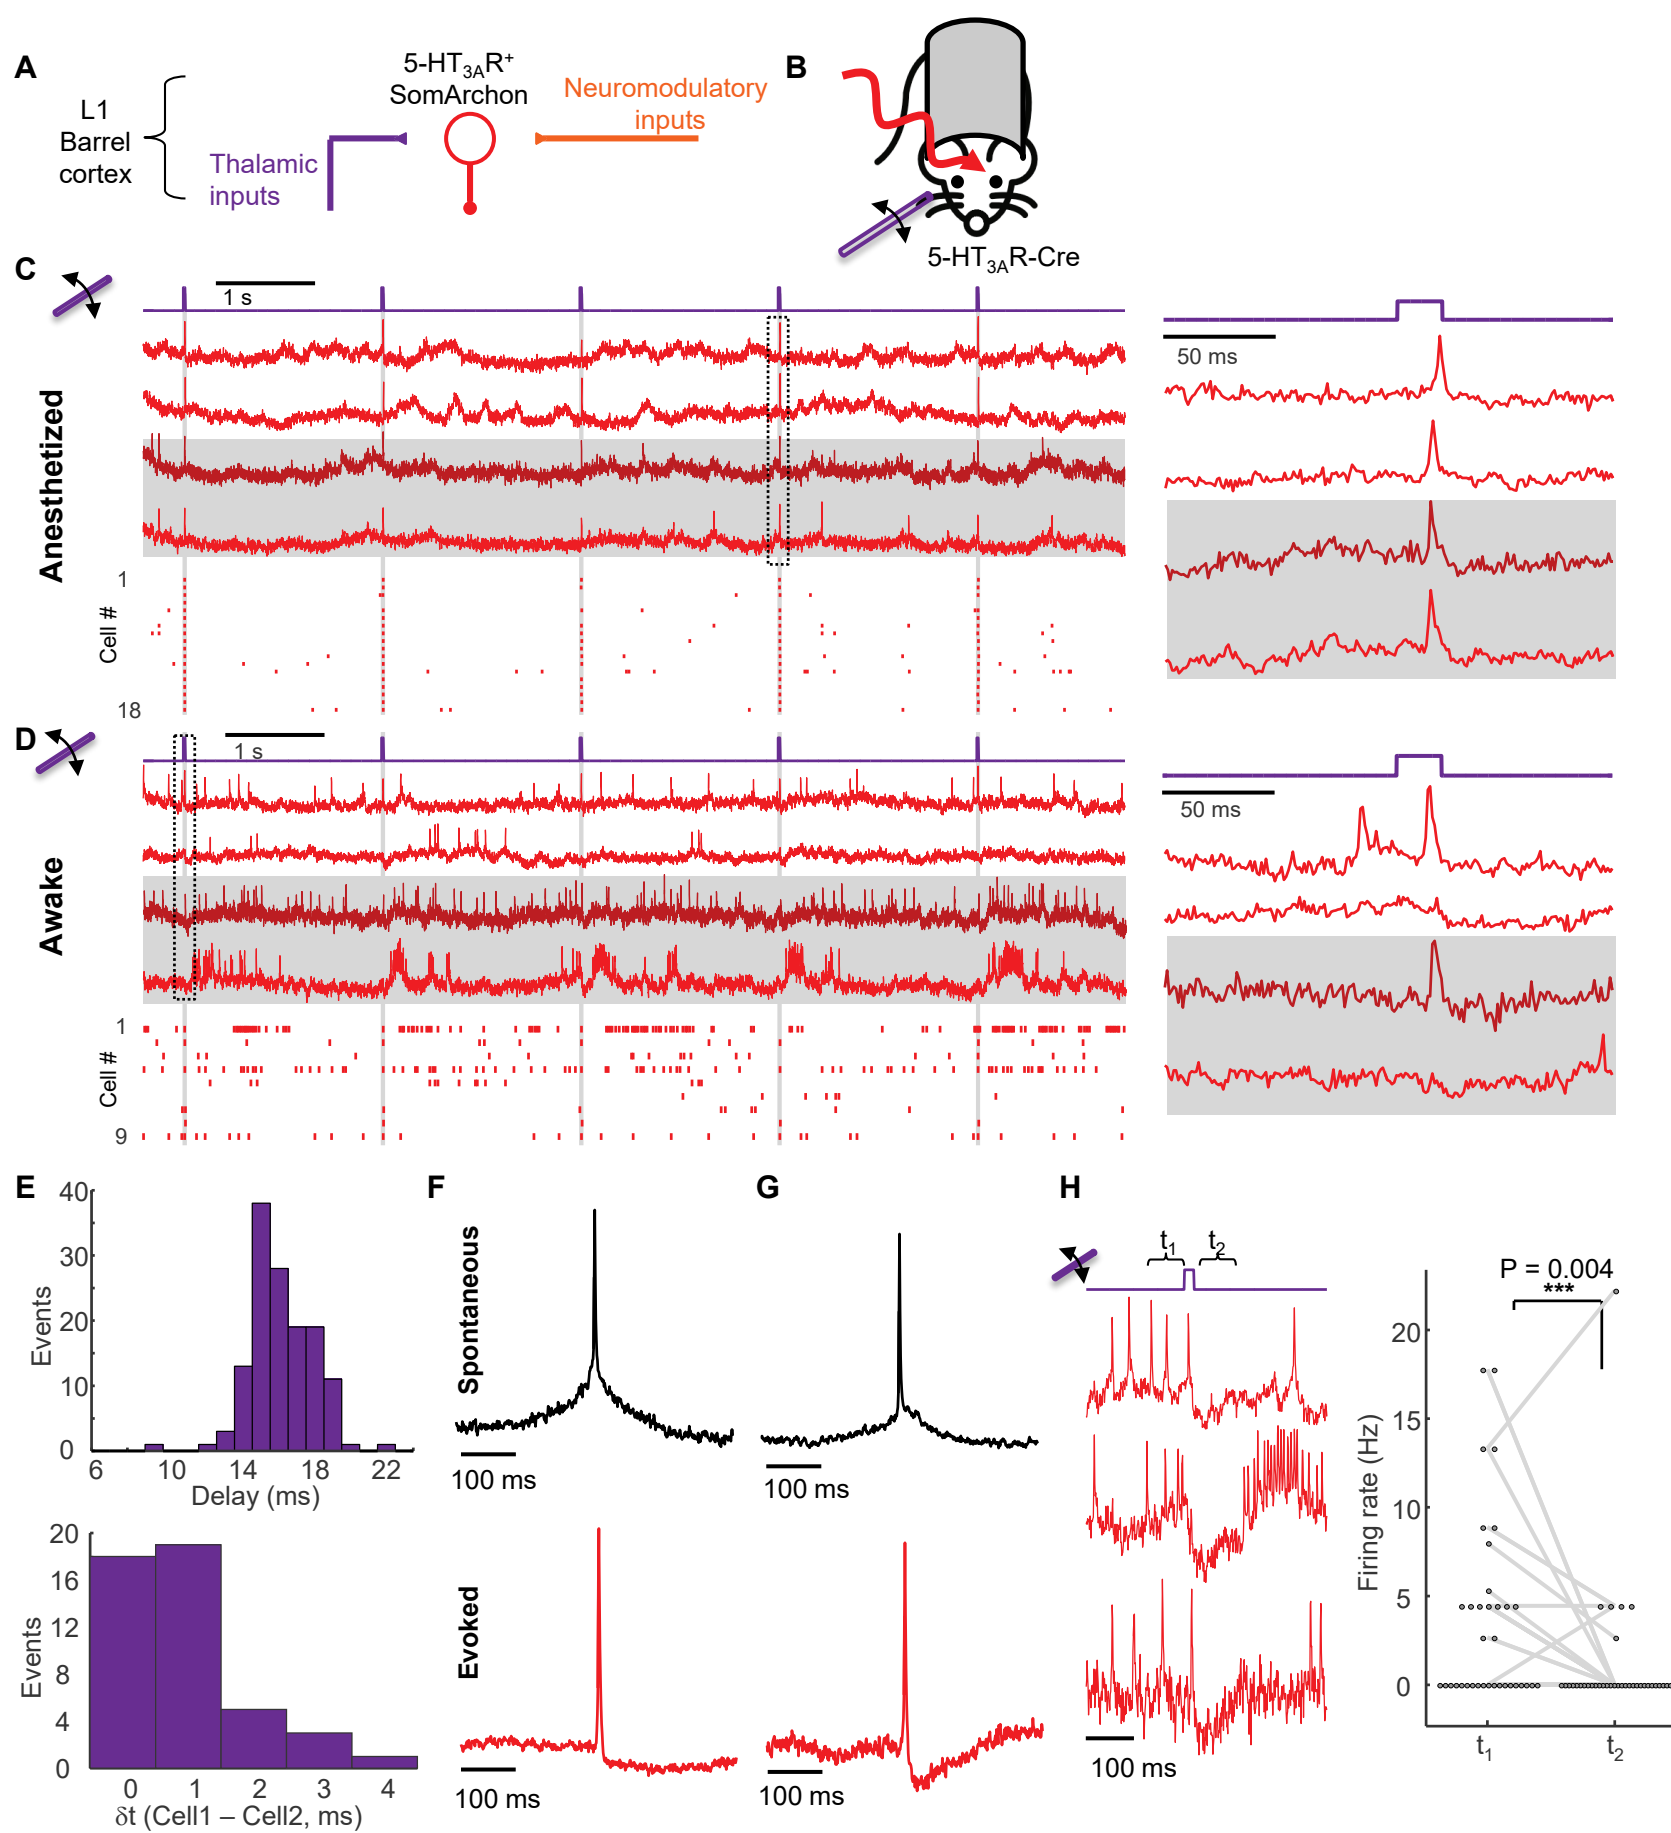 A
L1
Barrel
cortex
Thalamic
inputs
5-HT3AR+
SomArchon
Neuromodulatory
inputs
B
5-HT3AR-Cre
C
1 s
50 ms
Anesthetized
1
Cell #
18
D
1 s
50 ms
Awake
1
Cell #
9
E
40
30
20
10
0
Events
6 10 14 18 22
Delay (ms)
20
16
12
8
4
0
Events
0 1 2 3 4
δt (Cell1 – Cell2, ms)
F
Spontaneous
100 ms
Evoked
100 ms
G
100 ms
100 ms
H
t1 t2
100 ms
P = 0.004
***
20
15
10
5
0
Firing rate (Hz)
t1 t2